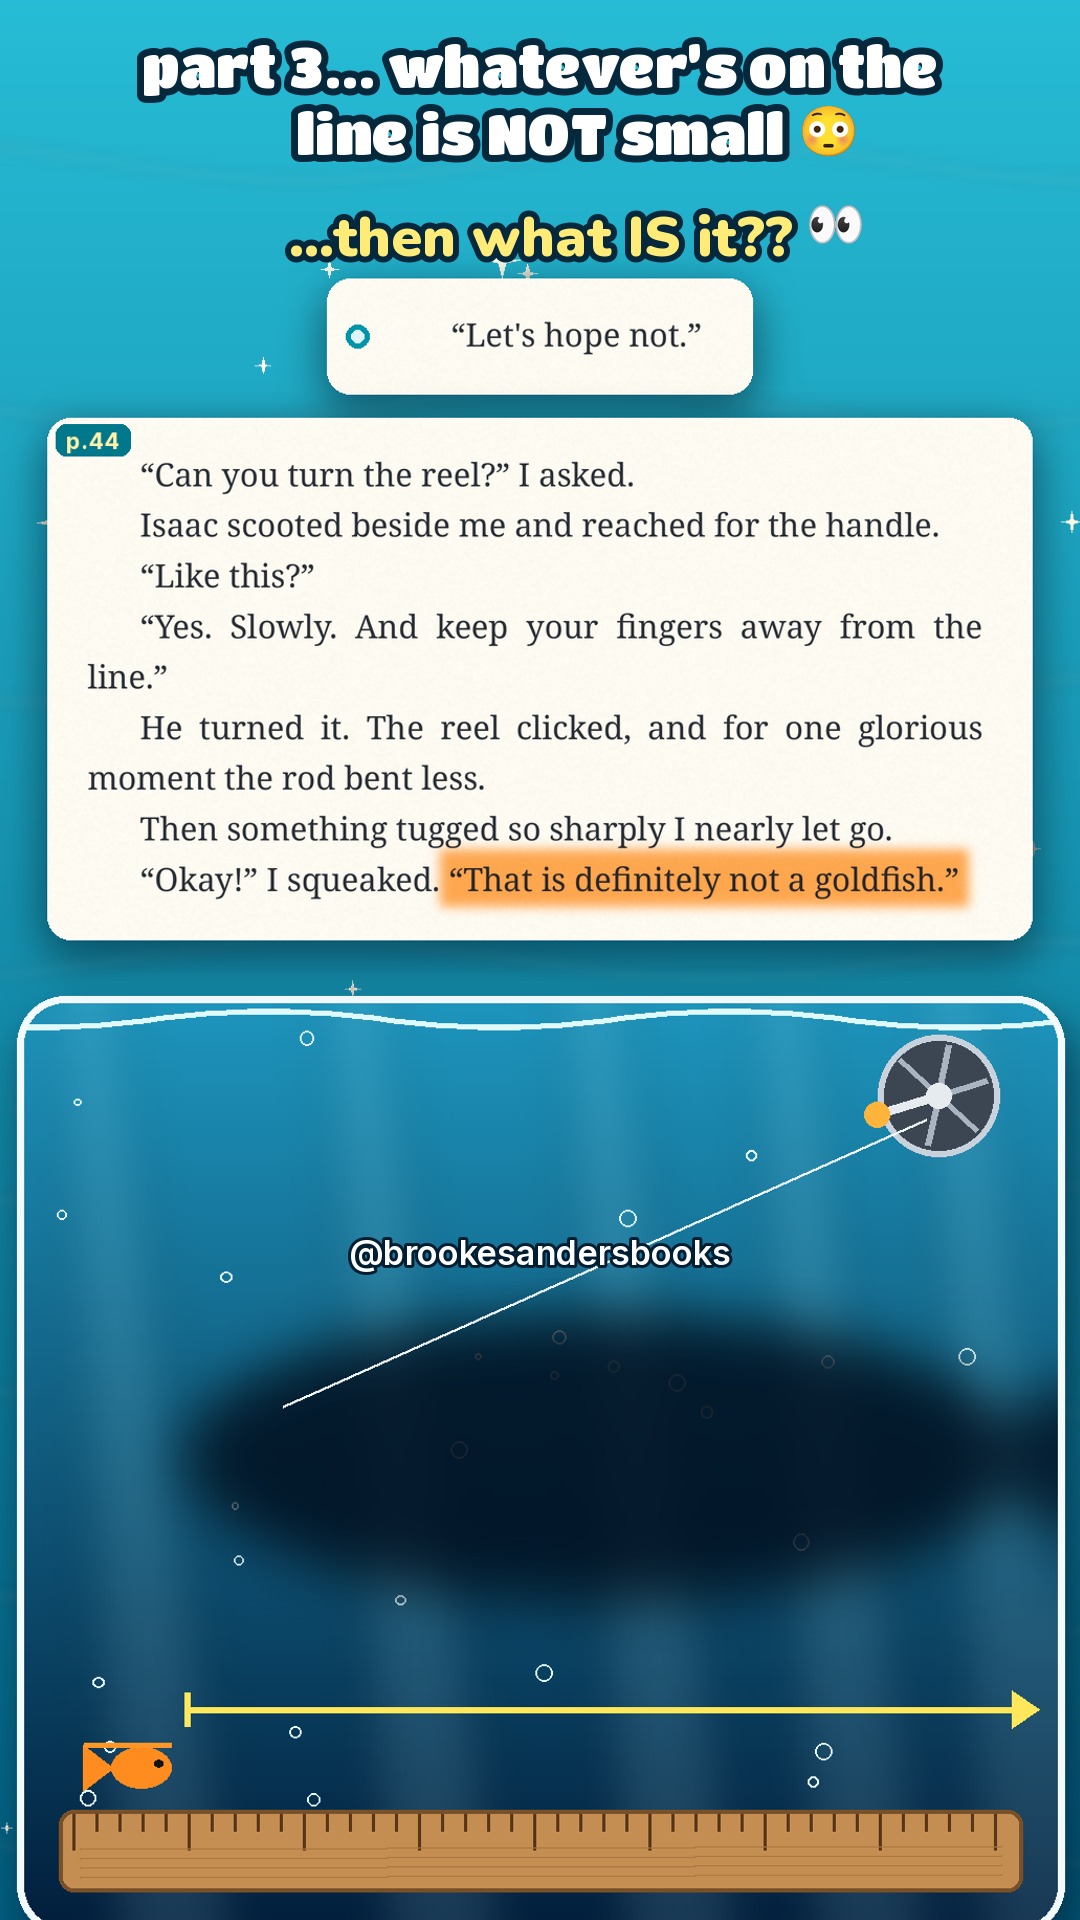 part 3... whatever's on the
line is NOT small 😳
...then what IS it?? 👀
“Let's hope not.”
p.44
“Can you turn the reel?” I asked.
Isaac scooted beside me and reached for the handle.
“Like this?”
“Yes. Slowly. And keep your fingers away from the
line.”
He turned it. The reel clicked, and for one glorious
moment the rod bent less.
Then something tugged so sharply I nearly let go.
“Okay!” I squeaked. “That is definitely not a goldfish.”
@brookesandersbooks